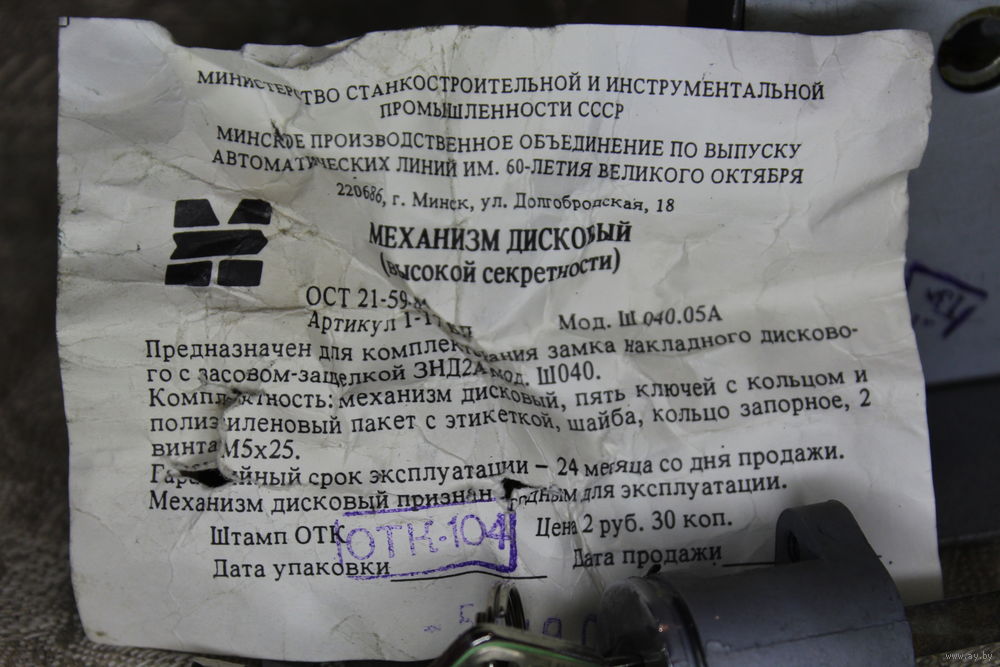 МИНИСТЕРСТВО СТАНКОСТРОИТЕЛЬНОЙ И ИНСТРУМЕНТАЛЬНОЙ
ПРОМЫШЛЕННОСТИ СССР
МИНСКОЕ ПРОИЗВОДСТВЕННОЕ ОБЪЕДИНЕНИЕ ПО ВЫПУСКУ
АВТОМАТИЧЕСКИХ ЛИНИЙ ИМ. 60-ЛЕТИЯ ВЕЛИКОГО ОКТЯБРЯ
220686, г. Минск, ул. Долгобродская, 18
МЕХАНИЗМ ДИСКОВЫЙ
(высокой секретности)
ОСТ 21-59-
Артикул Мод. Ш 040.05А
Предназначен для комплектования замка накладного дисково-
го с засовом-защелкой ЗНД2А мод. Ш040.
Комплектность: механизм дисковый, пять ключей с кольцом и
полиэтиленовый пакет с этикеткой, шайба, кольцо запорное, 2
винта М5х25.
Гарантийный срок эксплуатации – 24 месяца со дня продажи.
Механизм дисковый признан годным для эксплуатации.
Штамп ОТК ОТК-104 Цена 2 руб. 30 коп.
Дата упаковки Дата продажи
www.ay.by